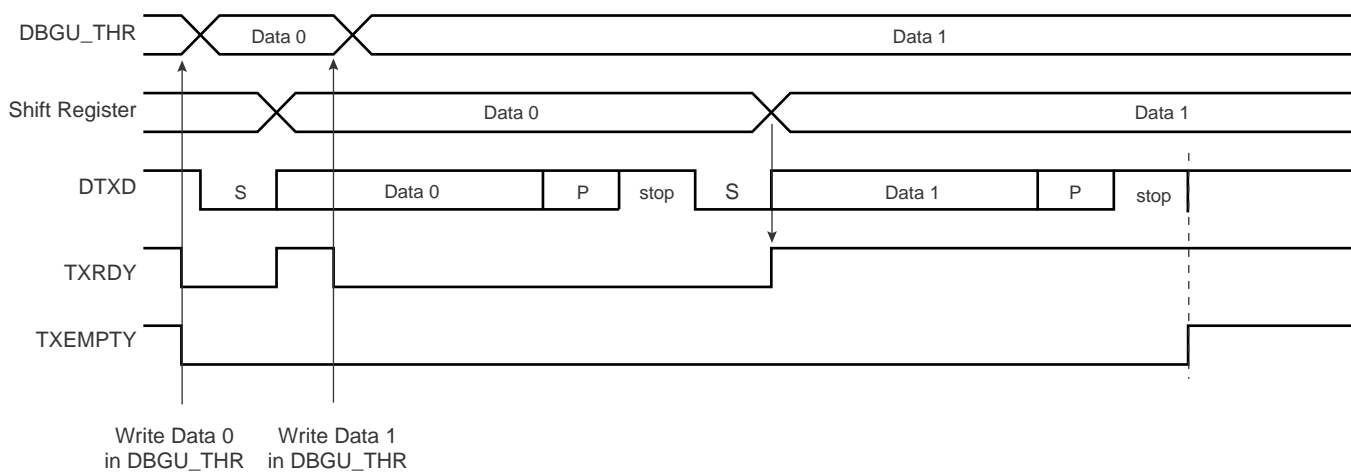 DBGU_THR
Data 0
Data 1
Shift Register
Data 0
Data 1
DTXD
S
Data 0
P
stop
S
Data 1
P
stop
TXRDY
TXEMPTY
Write Data 0
in DBGU_THR
Write Data 1
in DBGU_THR